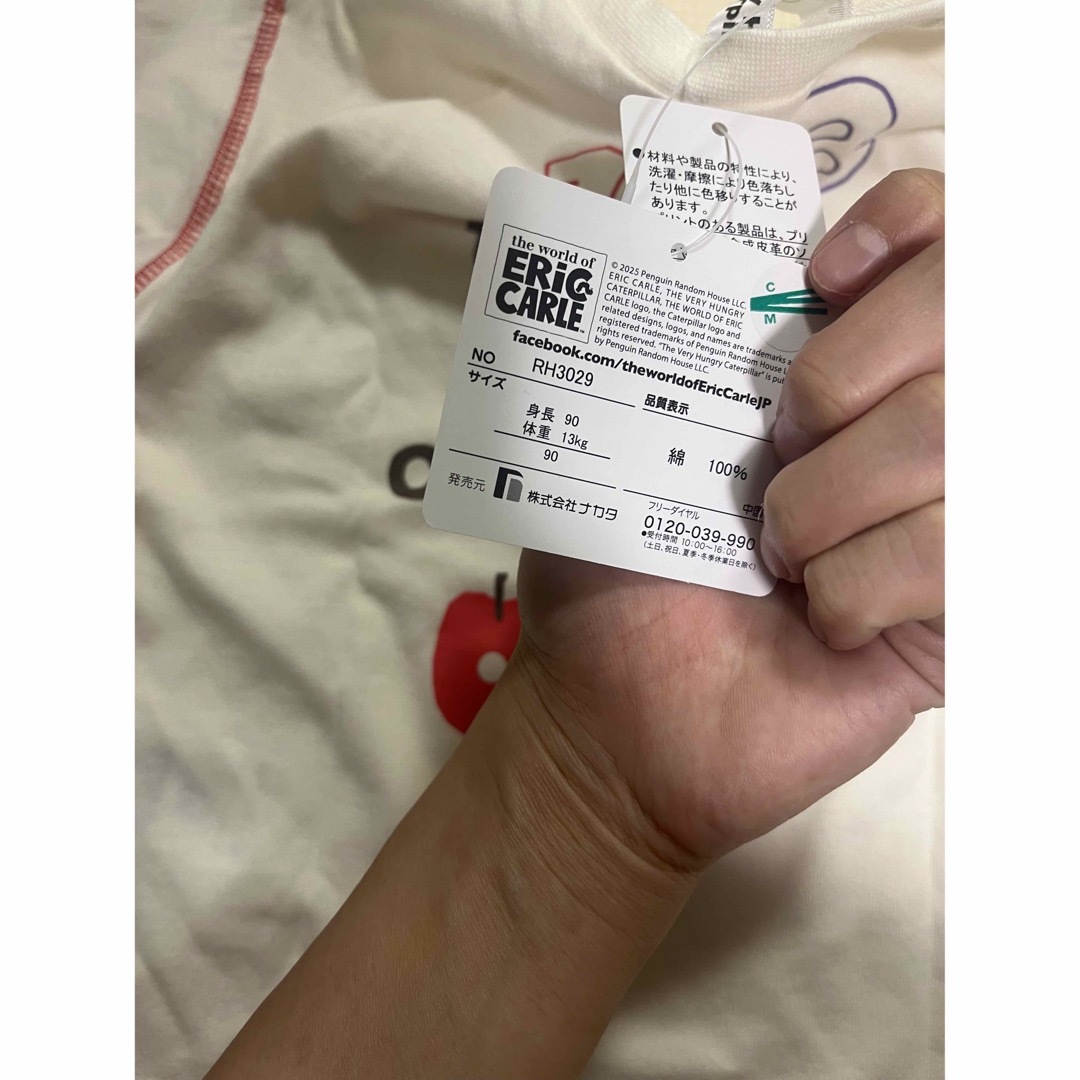 ●材料や製品の特性により、
洗濯・摩擦により色落ちし
たり他に色移りすることが
あります。
プリントのある製品は、プリ
成皮革のソ
the world of
ERiC
CARLE™
© 2025 Penguin Random House LLC.
ERIC CARLE, THE VERY HUNGRY
CATERPILLAR, THE WORLD OF ERIC
CARLE logo, the Caterpillar logo and
related designs, logos, and names are trademarks
registered trademarks of Penguin Random House
rights reserved. "The Very Hungry Caterpillar" is
by Penguin Random House LLC.
C
M
facebook.com/theworldofEricCarleJP
NO RH3029
サイズ
身長 90
体重 13kg
90
品質表示
綿 100%
発売元 株式会社ナカタ
フリーダイヤル
0120-039-990
●受付時間 10:00〜16:00
(土日、祝日、夏季・冬季休業日を除く)